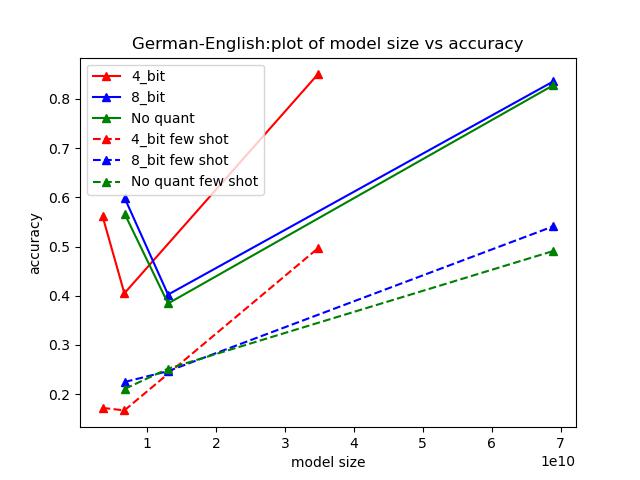 German-English:plot of model size vs accuracy
4_bit
8_bit
No quant
4_bit few shot
8_bit few shot
No quant few shot
accuracy
0.8
0.7
0.6
0.5
0.4
0.3
0.2
1 2 3 4 5 6 7
1e10
model size